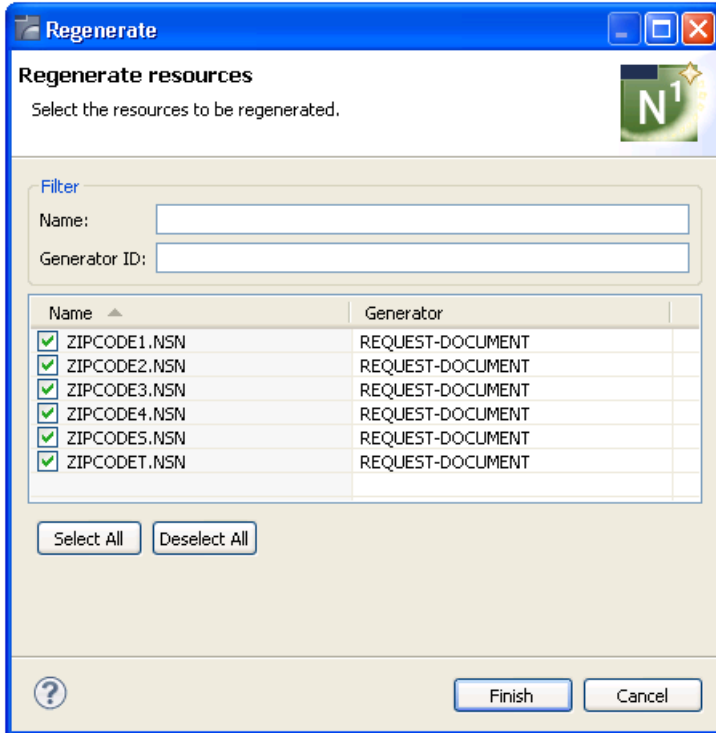 Regenerate
Regenerate resources
Select the resources to be regenerated.
N1
Filter
Name:
Generator ID:
Name Generator
ZIPCODE1.NSN REQUEST-DOCUMENT
ZIPCODE2.NSN REQUEST-DOCUMENT
ZIPCODE3.NSN REQUEST-DOCUMENT
ZIPCODE4.NSN REQUEST-DOCUMENT
ZIPCODES.NSN REQUEST-DOCUMENT
ZIPCODET.NSN REQUEST-DOCUMENT
Select All Deselect All
? Finish Cancel